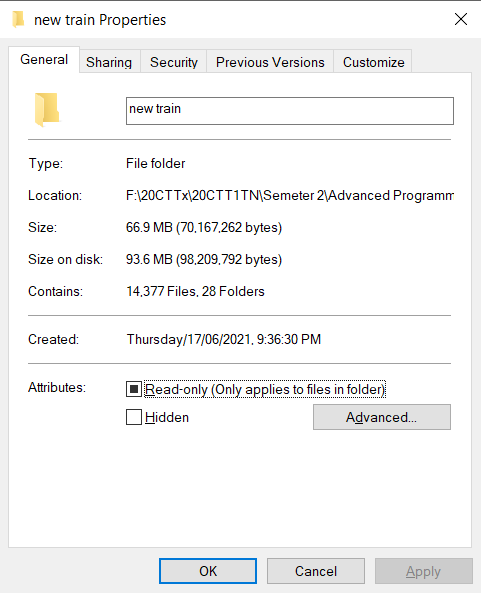 new train Properties
General Sharing Security Previous Versions Customize
new train
Type: File folder
Location: F:\20CTTx\20CTT1TN\Semeter 2\Advanced Programm
Size: 66.9 MB (70,167,262 bytes)
Size on disk: 93.6 MB (98,209,792 bytes)
Contains: 14,377 Files, 28 Folders
Created: Thursday/17/06/2021, 9:36:30 PM
Attributes: Read-only (Only applies to files in folder)
Hidden Advanced...
OK Cancel Apply